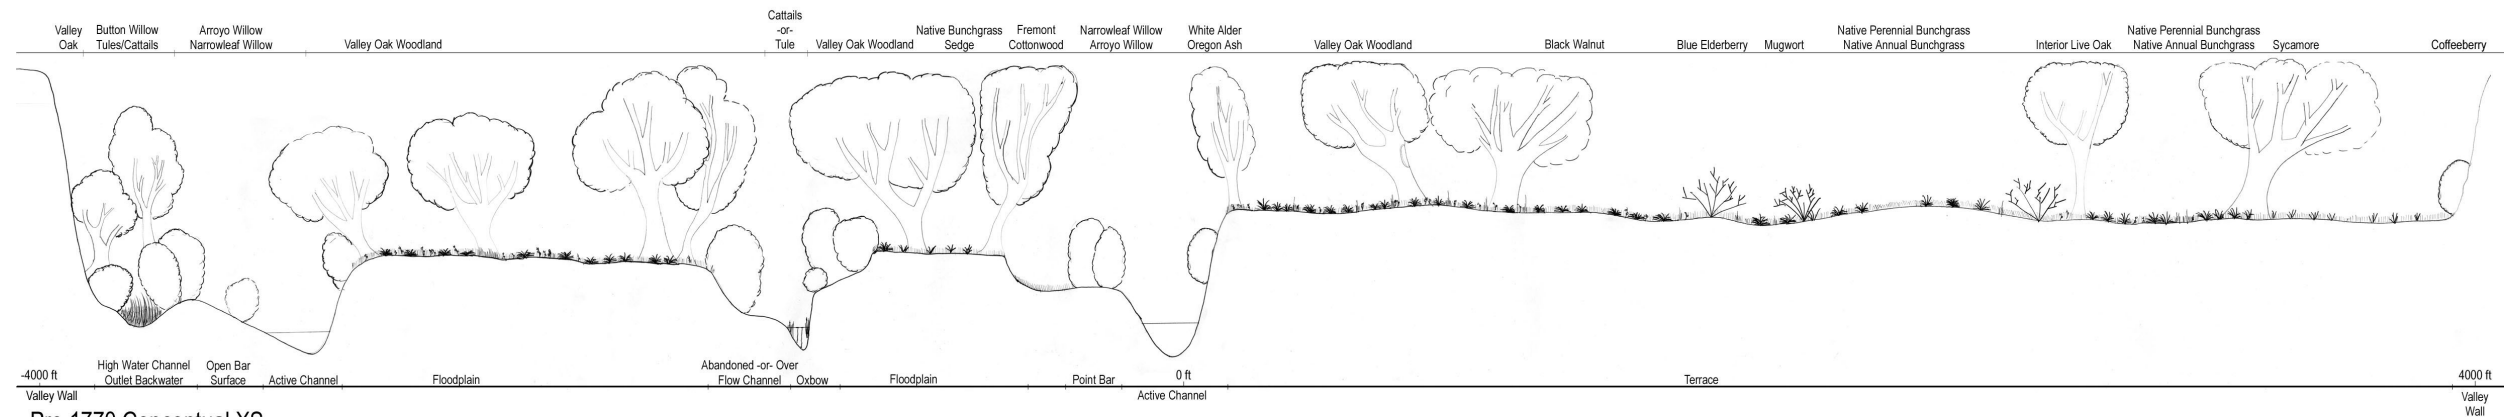 Valley
Oak
Button Willow
Tules/Cattails
Arroyo Willow
Narrowleaf Willow
Valley Oak Woodland
Cattails
-or-
Tule
Valley Oak Woodland
Native Bunchgrass
Sedge
Fremont
Cottonwood
Narrowleaf Willow
Arroyo Willow
White Alder
Oregon Ash
Valley Oak Woodland
Black Walnut
Blue Elderberry
Mugwort
Native Perennial Bunchgrass
Native Annual Bunchgrass
Interior Live Oak
Native Perennial Bunchgrass
Native Annual Bunchgrass
Sycamore
Coffeeberry
-4000 ft
Valley Wall
High Water Channel
Outlet Backwater
Open Bar
Surface
Active Channel
Floodplain
Abandoned -or- Over
Flow Channel
Oxbow
Floodplain
Point Bar
0 ft
Active Channel
Terrace
4000 ft
Valley
Wall
Pre-1770 Conceptual XS